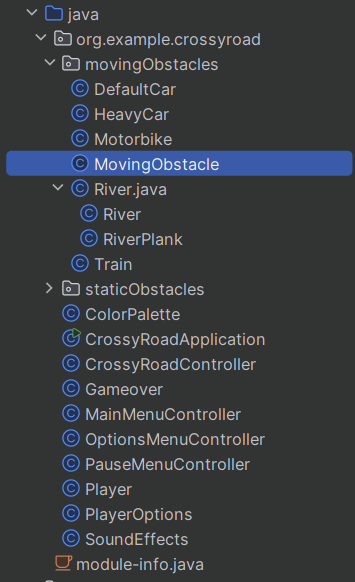 java
org.example.crossyroad
movingObstacles
DefaultCar
HeavyCar
Motorbike
MovingObstacle
River.java
River
RiverPlank
Train
staticObstacles
ColorPalette
CrossyRoadApplication
CrossyRoadController
Gameover
MainMenuController
OptionsMenuController
PauseMenuController
Player
PlayerOptions
SoundEffects
module-info.java